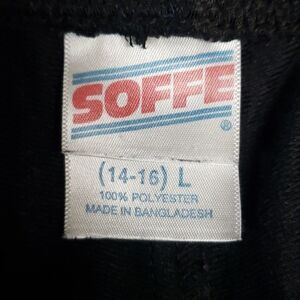 SOFFE®
(14-16) L
100% POLYESTER
MADE IN BANGLADESH